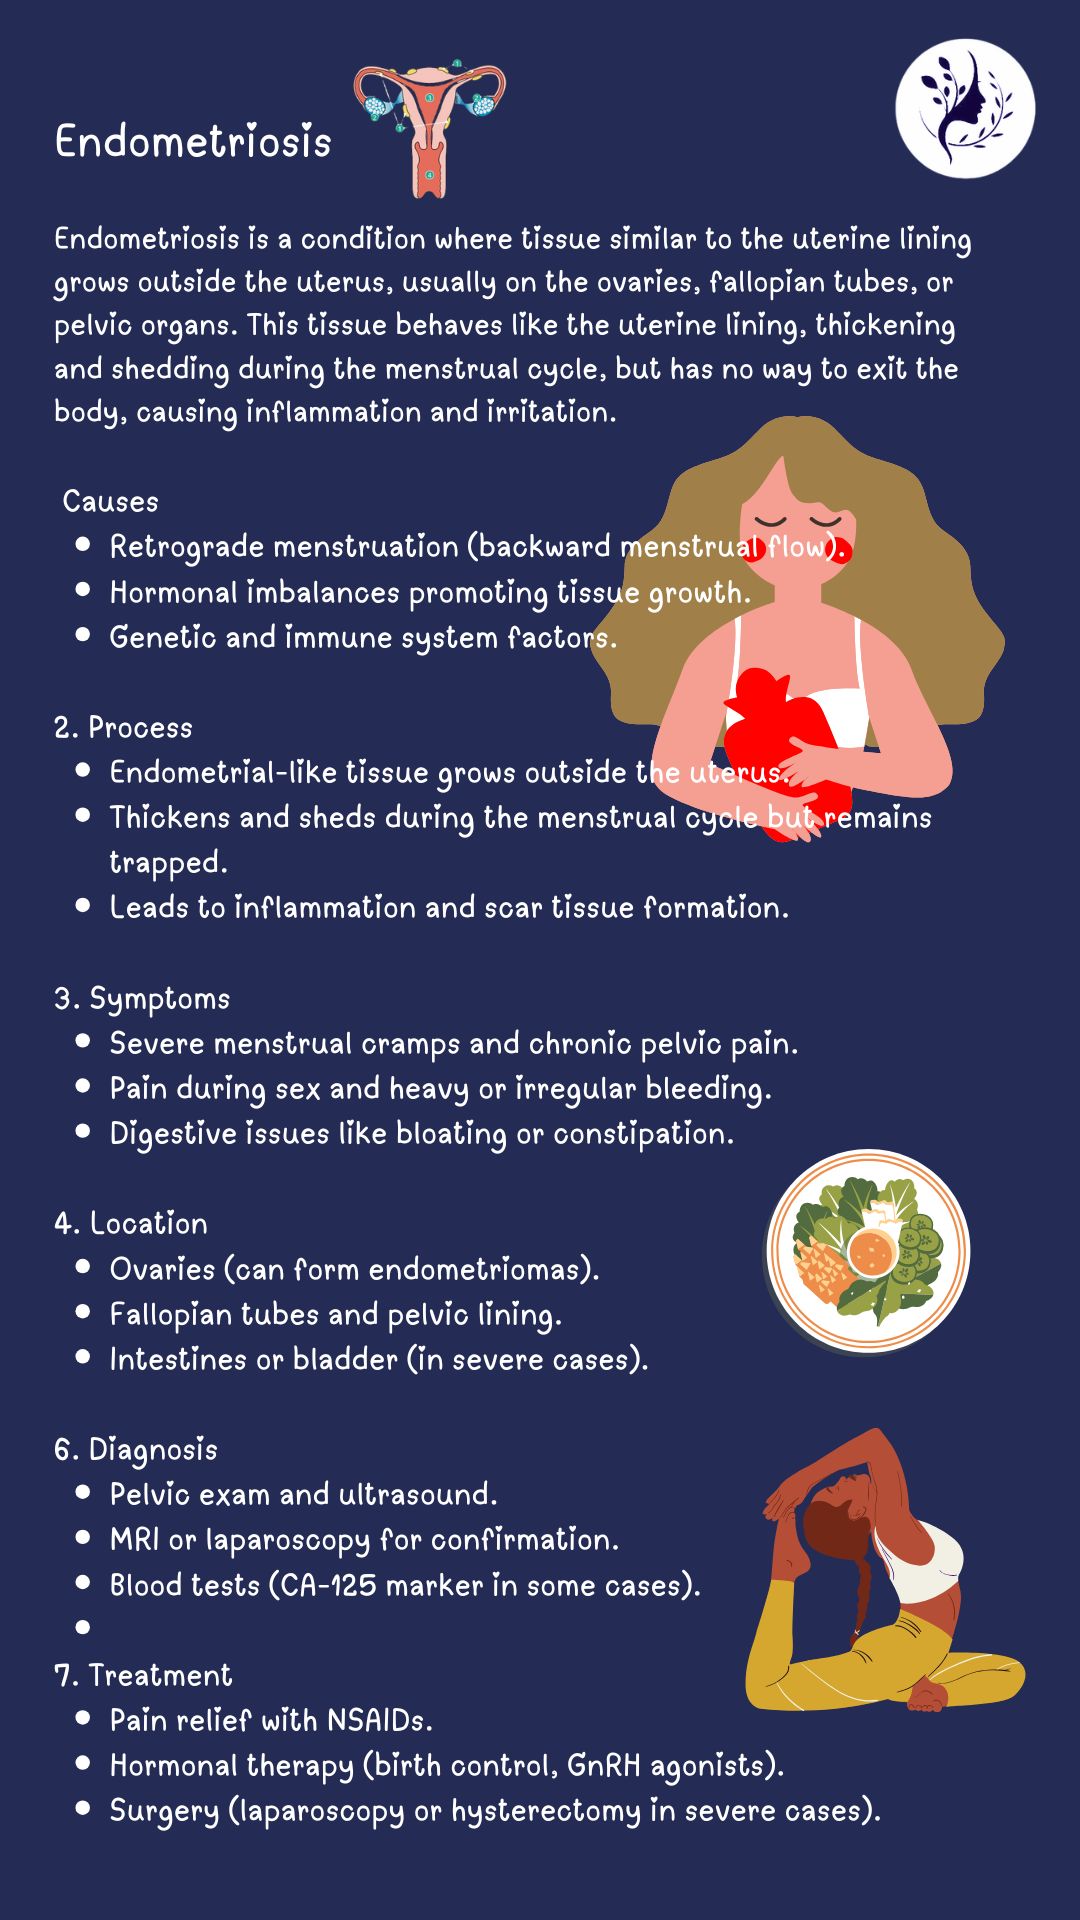 Endometriosis
Endometriosis is a condition where tissue similar to the uterine lining
grows outside the uterus, usually on the ovaries, fallopian tubes, or
pelvic organs. This tissue behaves like the uterine lining, thickening
and shedding during the menstrual cycle, but has no way to exit the
body, causing inflammation and irritation.
Causes
• Retrograde menstruation (backward menstrual flow).
• Hormonal imbalances promoting tissue growth.
• Genetic and immune system factors.
2. Process
• Endometrial-like tissue grows outside the uterus.
• Thickens and sheds during the menstrual cycle but remains
trapped.
• Leads to inflammation and scar tissue formation.
3. Symptoms
• Severe menstrual cramps and chronic pelvic pain.
• Pain during sex and heavy or irregular bleeding.
• Digestive issues like bloating or constipation.
4. Location
• Ovaries (can form endometriomas).
• Fallopian tubes and pelvic lining.
• Intestines or bladder (in severe cases).
6. Diagnosis
• Pelvic exam and ultrasound.
• MRI or laparoscopy for confirmation.
• Blood tests (CA-125 marker in some cases).
•
7. Treatment
• Pain relief with NSAIDs.
• Hormonal therapy (birth control, GnRH agonists).
• Surgery (laparoscopy or hysterectomy in severe cases).